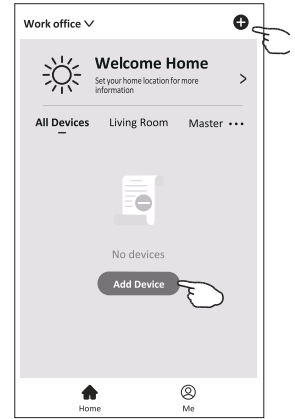 Work office
Welcome Home
Set your home location for more
information
All Devices Living Room Master
No devices
Add Device
Home Me